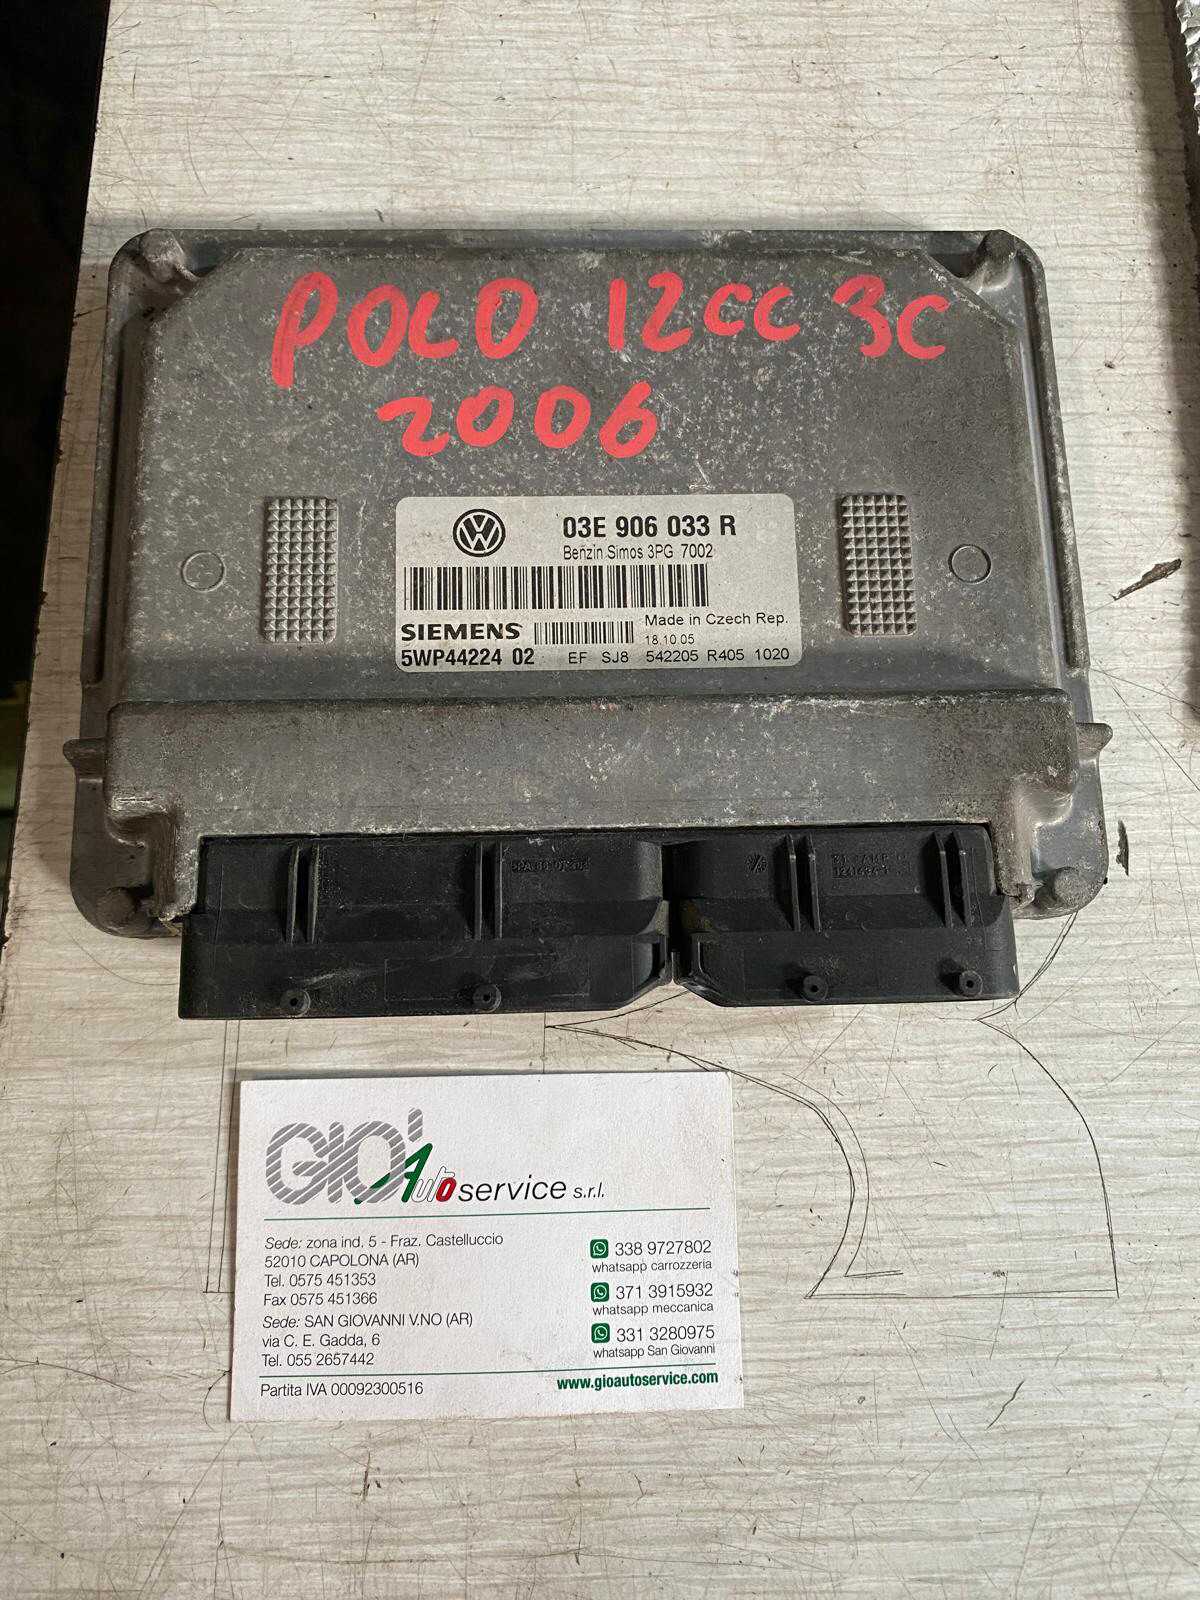 POLO 12CC 3C
2006
03E 906 033 R
Benzin Simos 3PG 7002
SIEMENS
Made in Czech Rep.
18.10.05
5WP44224 02 EF SJ8 542205 R405 1020
GIO' Auto service s.r.l.
Sede: zona ind. 5 - Fraz. Castelluccio
52010 CAPOLONA (AR)
Tel. 0575 451353
Fax 0575 451366
Sede: SAN GIOVANNI V.NO (AR)
via C. E. Gadda, 6
Tel. 055 2657442
Partita IVA 00092300516
338 9727802
whatsapp carrozzeria
371 3915932
whatsapp meccanica
331 3280975
whatsapp San Giovanni
www.gioautoservice.com